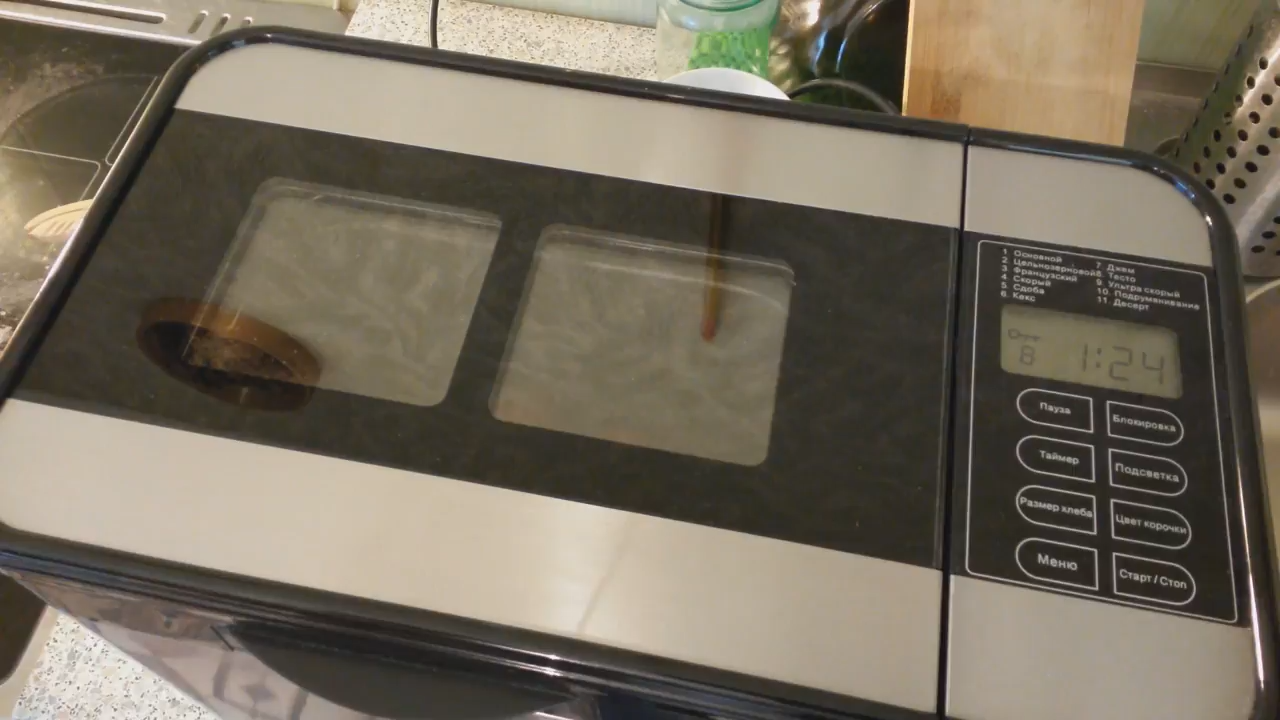 1 Основной
2 Цельнозерновой
3 Французский
4 Скорый
5 Сдоба
6. Кекс
7. Джем
8. Тесто
9 Ультра скорый
10. Подрумянивание
11. Десерт
8 1:24
Пауза
Блокировка
Таймер
Подсветка
Размер хлеба
Цвет корочки
Меню
Старт / Стоп